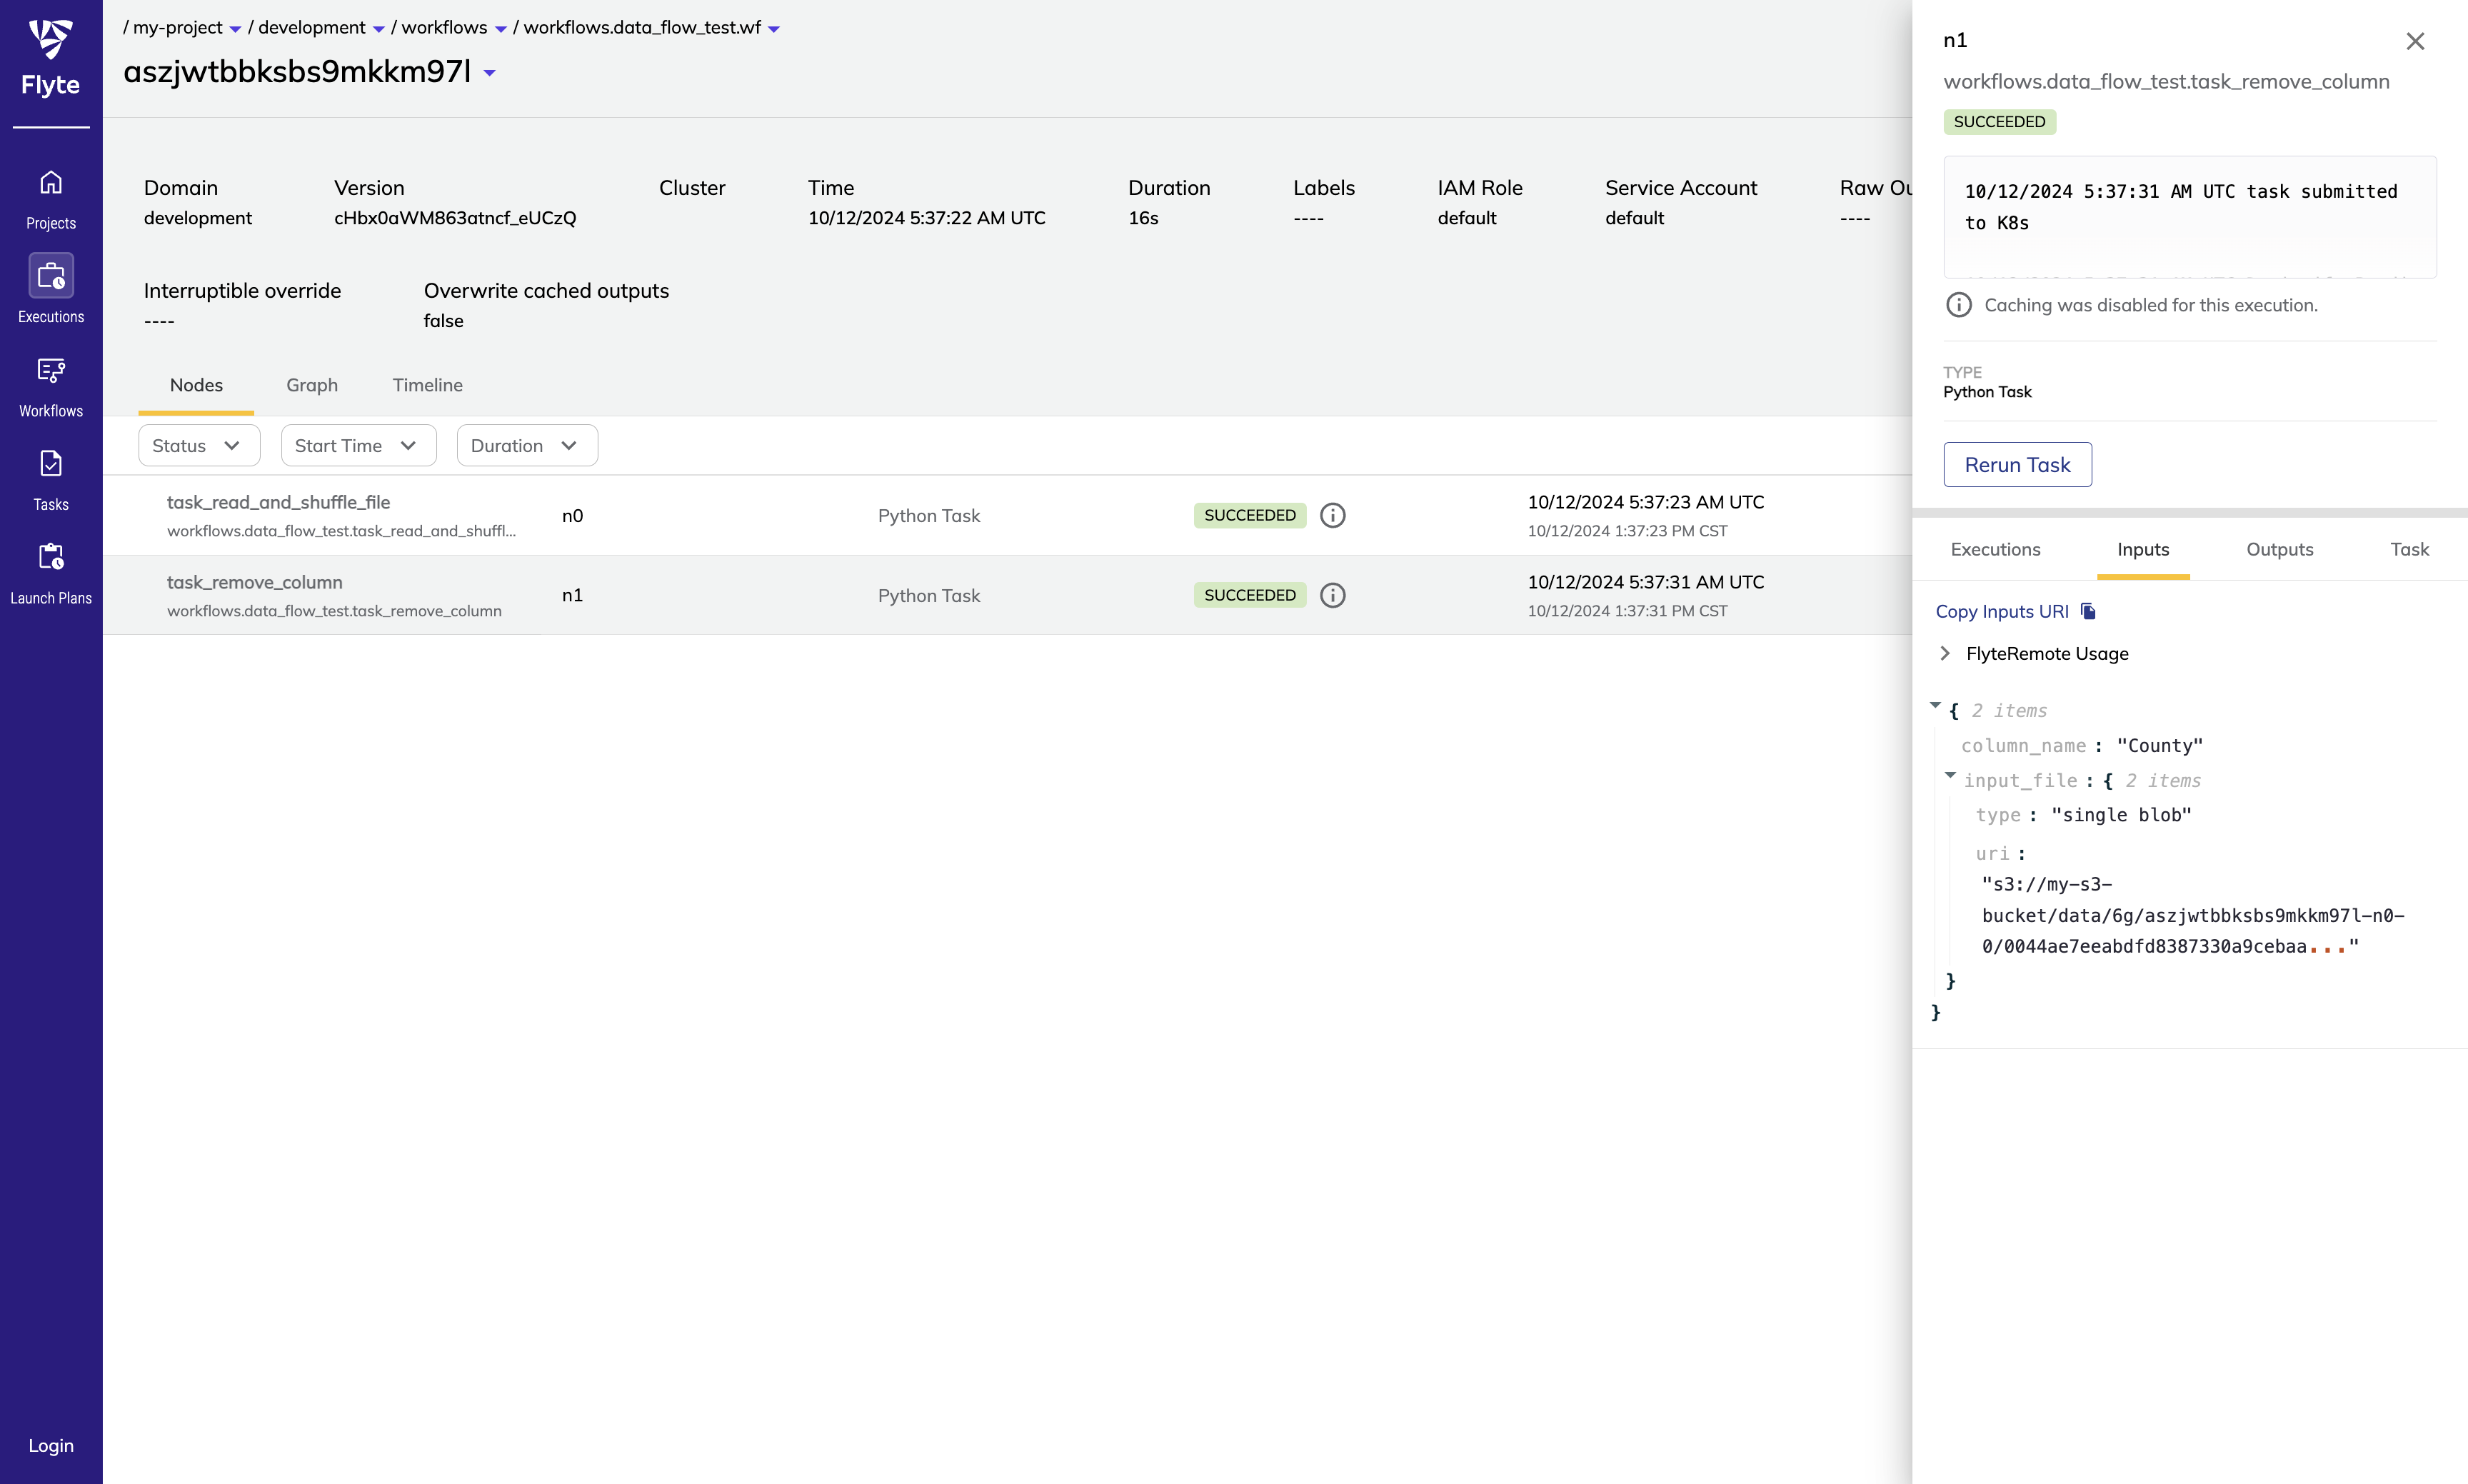 Flyte
Projects
Executions
Workflows
Tasks
Launch Plans
Login
/ my-project / development / workflows / workflows.data_flow_test.wf
aszjwtbbksbs9mkkm97l
Domain Version Cluster Time Duration Labels IAM Role Service Account Raw Ou
development cHbx0aWM863atncf_eUCzQ 10/12/2024 5:37:22 AM UTC 16s ---- default default ----
Interruptible override Overwrite cached outputs
---- false
Nodes Graph Timeline
Status Start Time Duration
task_read_and_shuffle_file n0 Python Task SUCCEEDED 10/12/2024 5:37:23 AM UTC
workflows.data_flow_test.task_read_and_shuffl... 10/12/2024 1:37:23 PM CST
task_remove_column n1 Python Task SUCCEEDED 10/12/2024 5:37:31 AM UTC
workflows.data_flow_test.task_remove_column 10/12/2024 1:37:31 PM CST
n1
workflows.data_flow_test.task_remove_column
SUCCEEDED
10/12/2024 5:37:31 AM UTC task submitted
to K8s
Caching was disabled for this execution.
TYPE
Python Task
Rerun Task
Executions Inputs Outputs Task
Copy Inputs URI
FlyteRemote Usage
{ 2 items
column_name : "County"
input_file : { 2 items
type : "single blob"
uri :
"s3://my-s3-
bucket/data/6g/aszjwtbbksbs9mkkm97l-n0-
0/0044ae7eeabdfd8387330a9cebaa..."
}
}